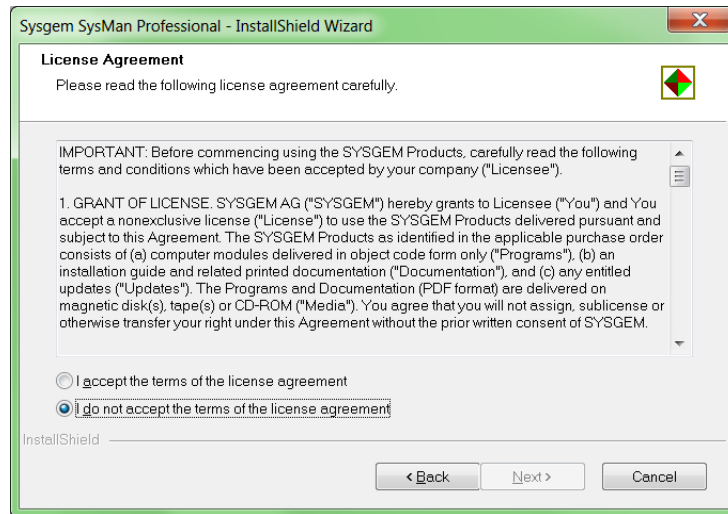 Sysgem SysMan Professional - InstallShield Wizard
License Agreement
Please read the following license agreement carefully.
IMPORTANT: Before commencing using the SYSGEM Products, carefully read the following
terms and conditions which have been accepted by your company ("Licensee").
1. GRANT OF LICENSE. SYSGEM AG ("SYSGEM") hereby grants to Licensee ("You") and You
accept a nonexclusive license ("License") to use the SYSGEM Products delivered pursuant and
subject to this Agreement. The SYSGEM Products as identified in the applicable purchase order
consists of (a) computer modules delivered in object code form only ("Programs"), (b) an
installation guide and related printed documentation ("Documentation"), and (c) any entitled
updates ("Updates"). The Programs and Documentation (PDF format) are delivered on
magnetic disk(s), tape(s) or CD-ROM ("Media"). You agree that you will not assign, sublicense or
otherwise transfer your right under this Agreement without the prior written consent of SYSGEM.
I accept the terms of the license agreement
I do not accept the terms of the license agreement
InstallShield
< Back Next > Cancel